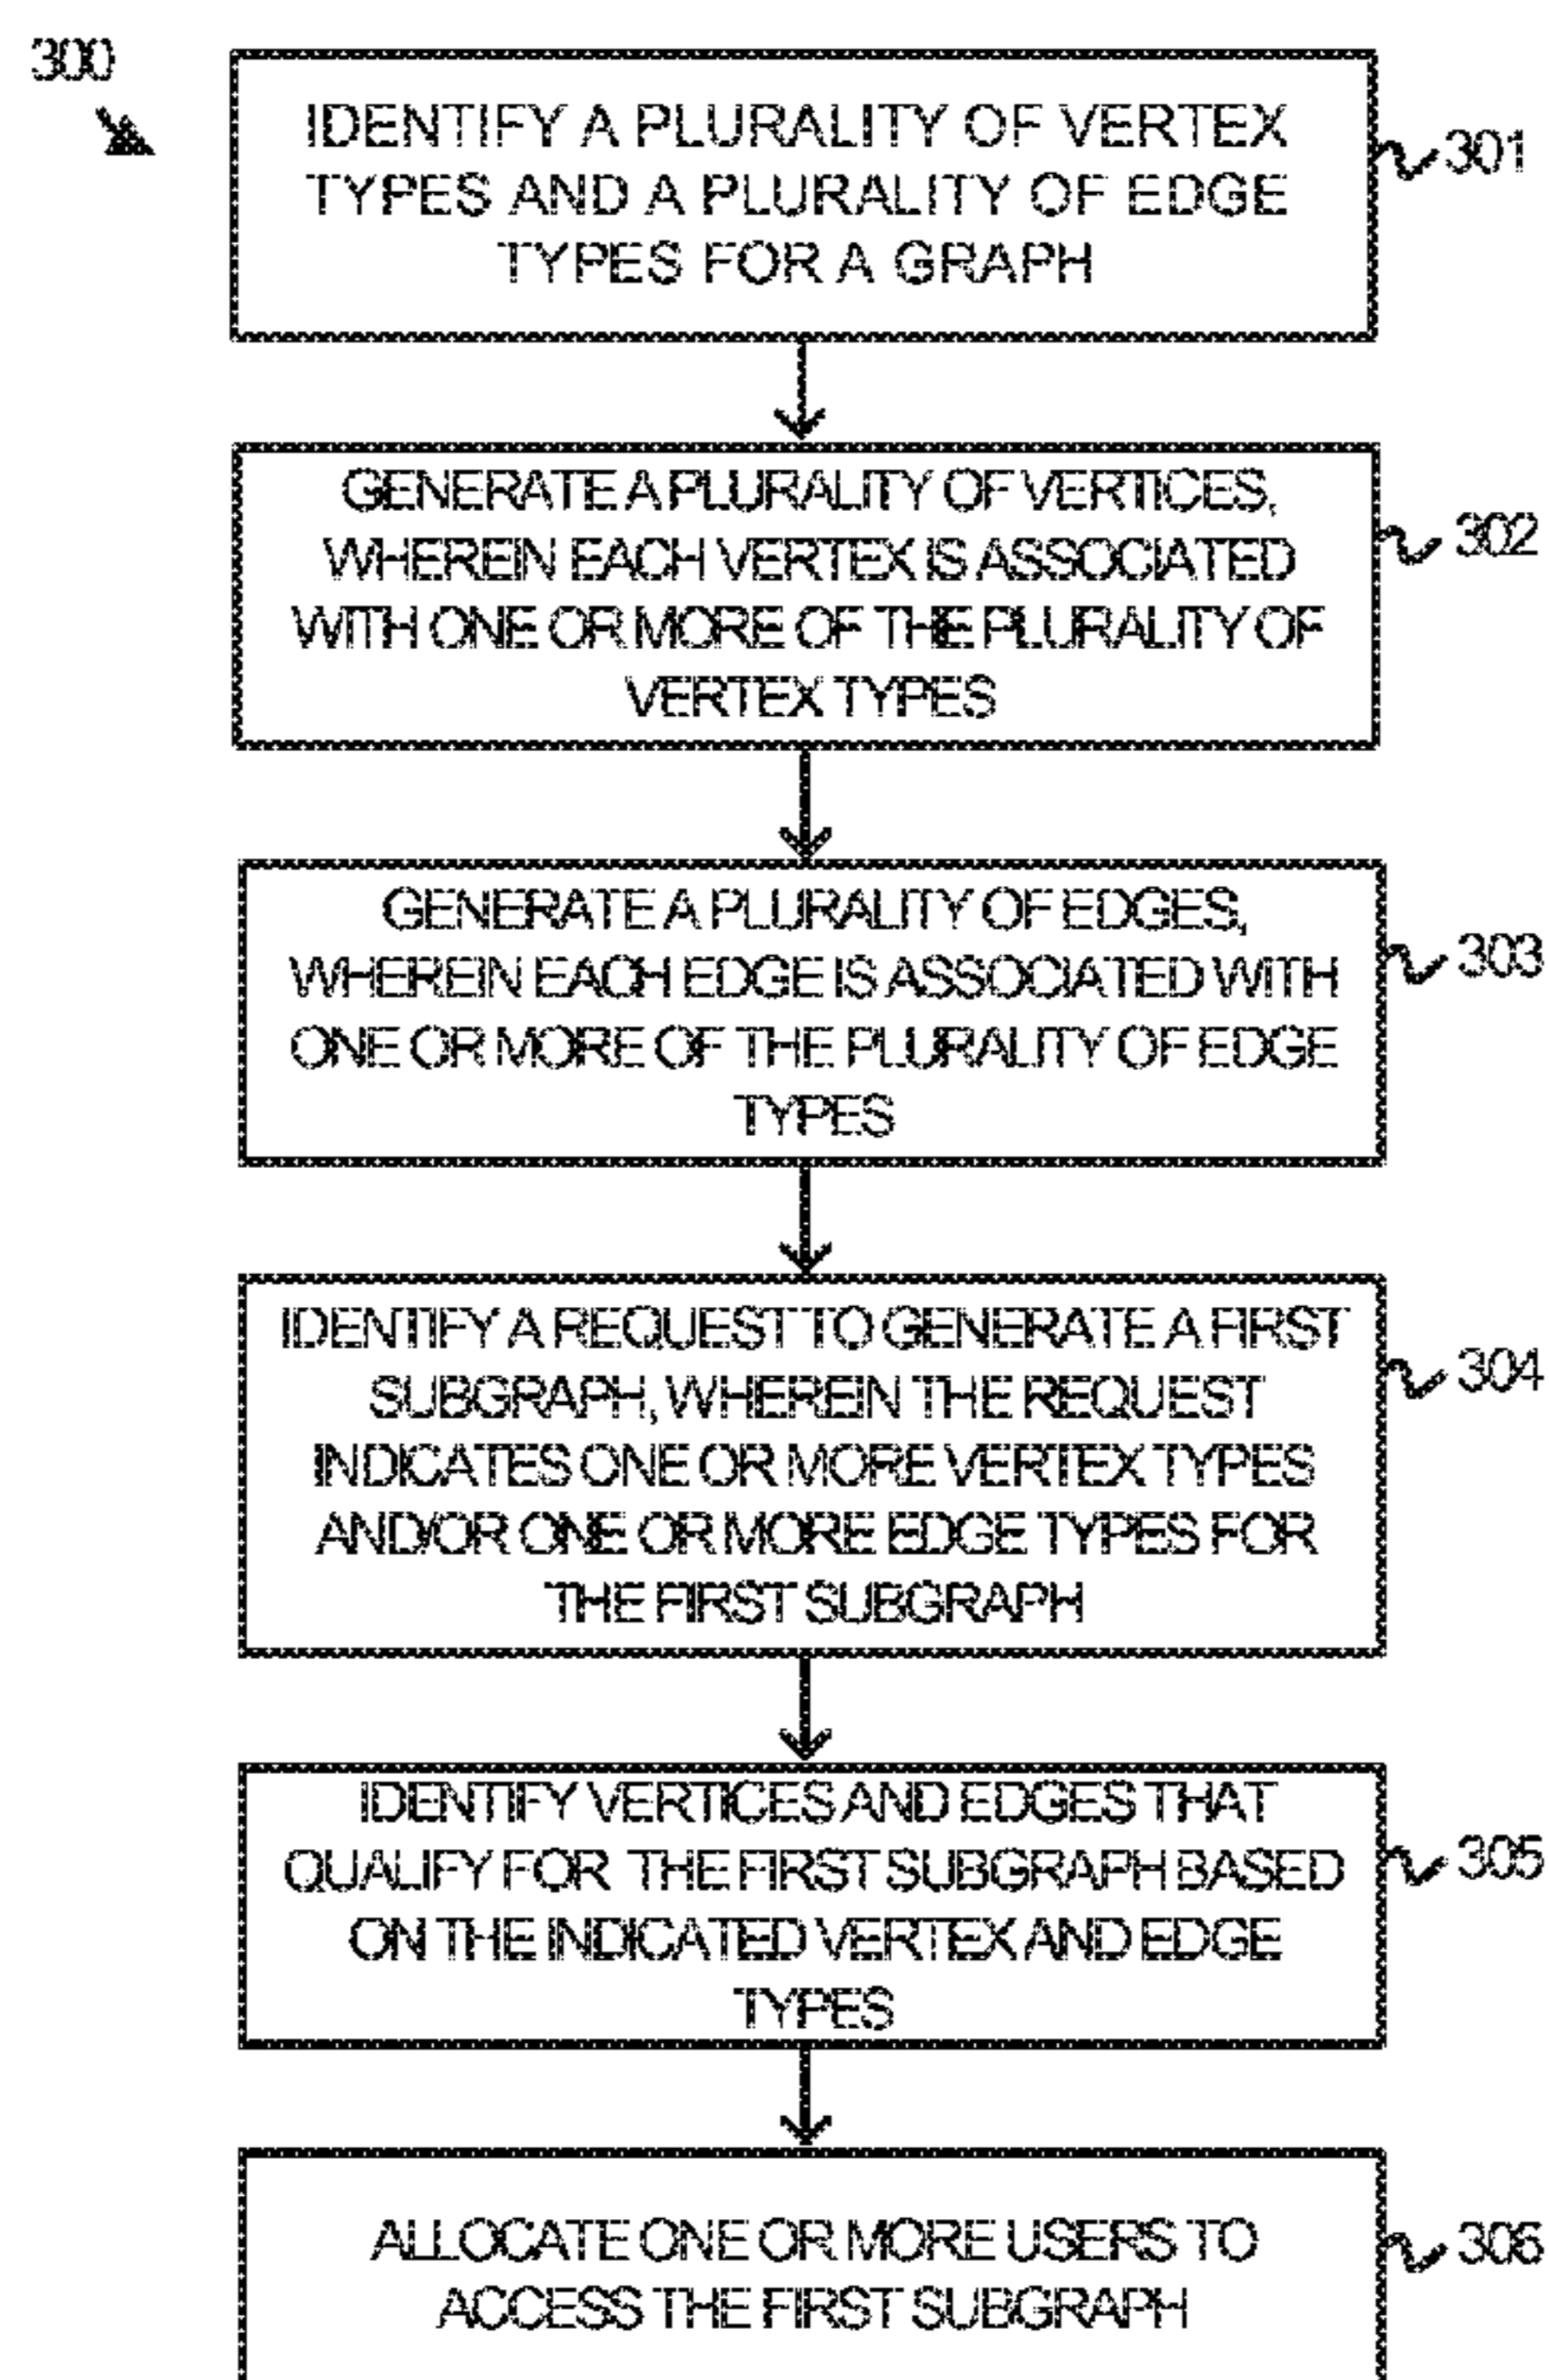 300
IDENTIFY A PLURALITY OF VERTEX
TYPES AND A PLURALITY OF EDGE
TYPES FOR A GRAPH
301
GENERATE A PLURALITY OF VERTICES,
WHEREIN EACH VERTEX IS ASSOCIATED
WITH ONE OR MORE OF THE PLURALITY OF
VERTEX TYPES
302
GENERATE A PLURALITY OF EDGES,
WHEREIN EACH EDGE IS ASSOCIATED WITH
ONE OR MORE OF THE PLURALITY OF EDGE
TYPES
303
IDENTIFY A REQUEST TO GENERATE A FIRST
SUBGRAPH, WHEREIN THE REQUEST
INDICATES ONE OR MORE VERTEX TYPES
AND/OR ONE OR MORE EDGE TYPES FOR
THE FIRST SUBGRAPH
304
IDENTIFY VERTICES AND EDGES THAT
QUALIFY FOR THE FIRST SUBGRAPH BASED
ON THE INDICATED VERTEX AND EDGE
TYPES
305
ALLOCATE ONE OR MORE USERS TO
ACCESS THE FIRST SUBGRAPH
306